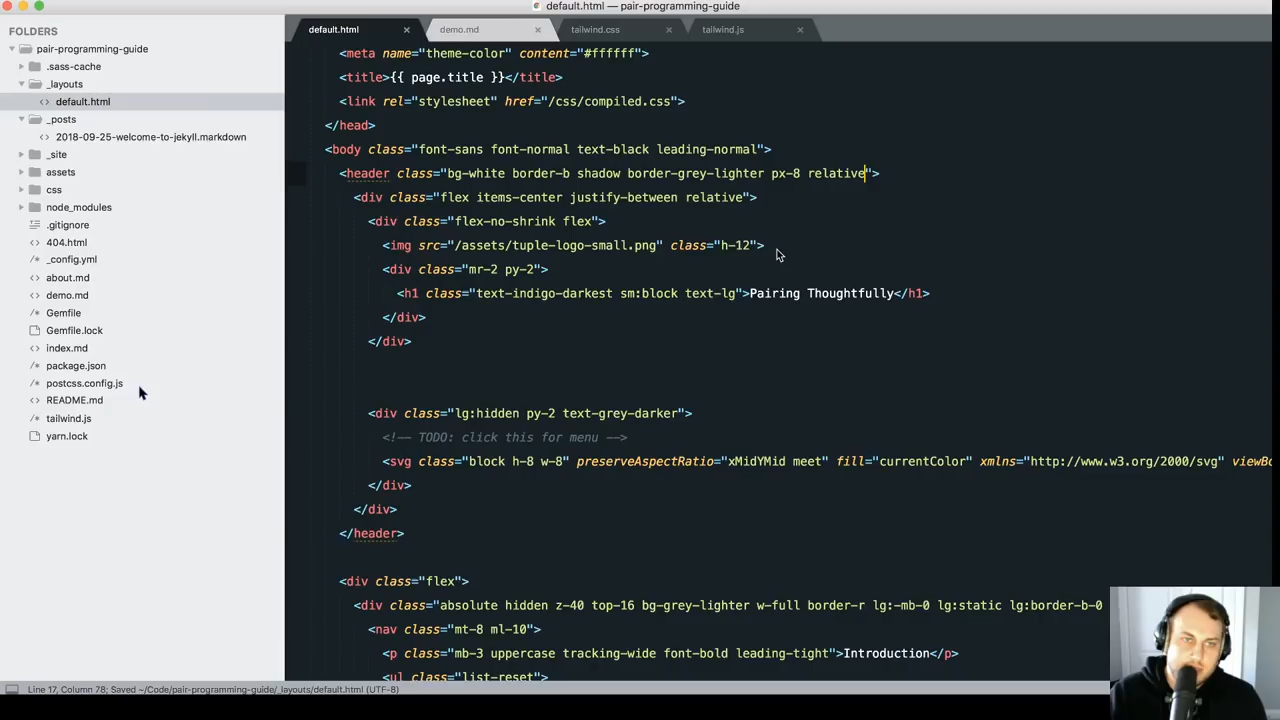 default.html — pair-programming-guide
FOLDERS
pair-programming-guide
.sass-cache
_layouts
<> default.html
_posts
<> 2018-09-25-welcome-to-jekyll.markdown
_site
assets
css
node_modules
.gitignore
<> 404.html
_config.yml
<> about.md
<> demo.md
Gemfile
Gemfile.lock
<> index.md
/* package.json
/* postcss.config.js
<> README.md
/* tailwind.js
yarn.lock
default.html × demo.md × tailwind.css × tailwind.js ×
<meta name="theme-color" content="#ffffff">
<title>{{ page.title }}</title>
<link rel="stylesheet" href="/css/compiled.css">
</head>
<body class="font-sans font-normal text-black leading-normal">
<header class="bg-white border-b shadow border-grey-lighter px-8 relative">
<div class="flex items-center justify-between relative">
<div class="flex-no-shrink flex">
<img src="/assets/tuple-logo-small.png" class="h-12">
<div class="mr-2 py-2">
<h1 class="text-indigo-darkest sm:block text-lg">Pairing Thoughtfully</h1>
</div>
</div>
<div class="lg:hidden py-2 text-grey-darker">
<!-- TODO: click this for menu -->
<svg class="block h-8 w-8" preserveAspectRatio="xMidYMid meet" fill="currentColor" xmlns="http://www.w3.org/2000/svg" viewBo
</div>
</div>
</header>
<div class="flex">
<div class="absolute hidden z-40 top-16 bg-grey-lighter w-full border-r lg:-mb-0 lg:static lg:border-b-0
<nav class="mt-8 ml-10">
<p class="mb-3 uppercase tracking-wide font-bold leading-tight">Introduction</p>
<ul class="list-reset">
Line 17, Column 78; Saved ~/Code/pair-programming-guide/_layouts/default.html (UTF-8)